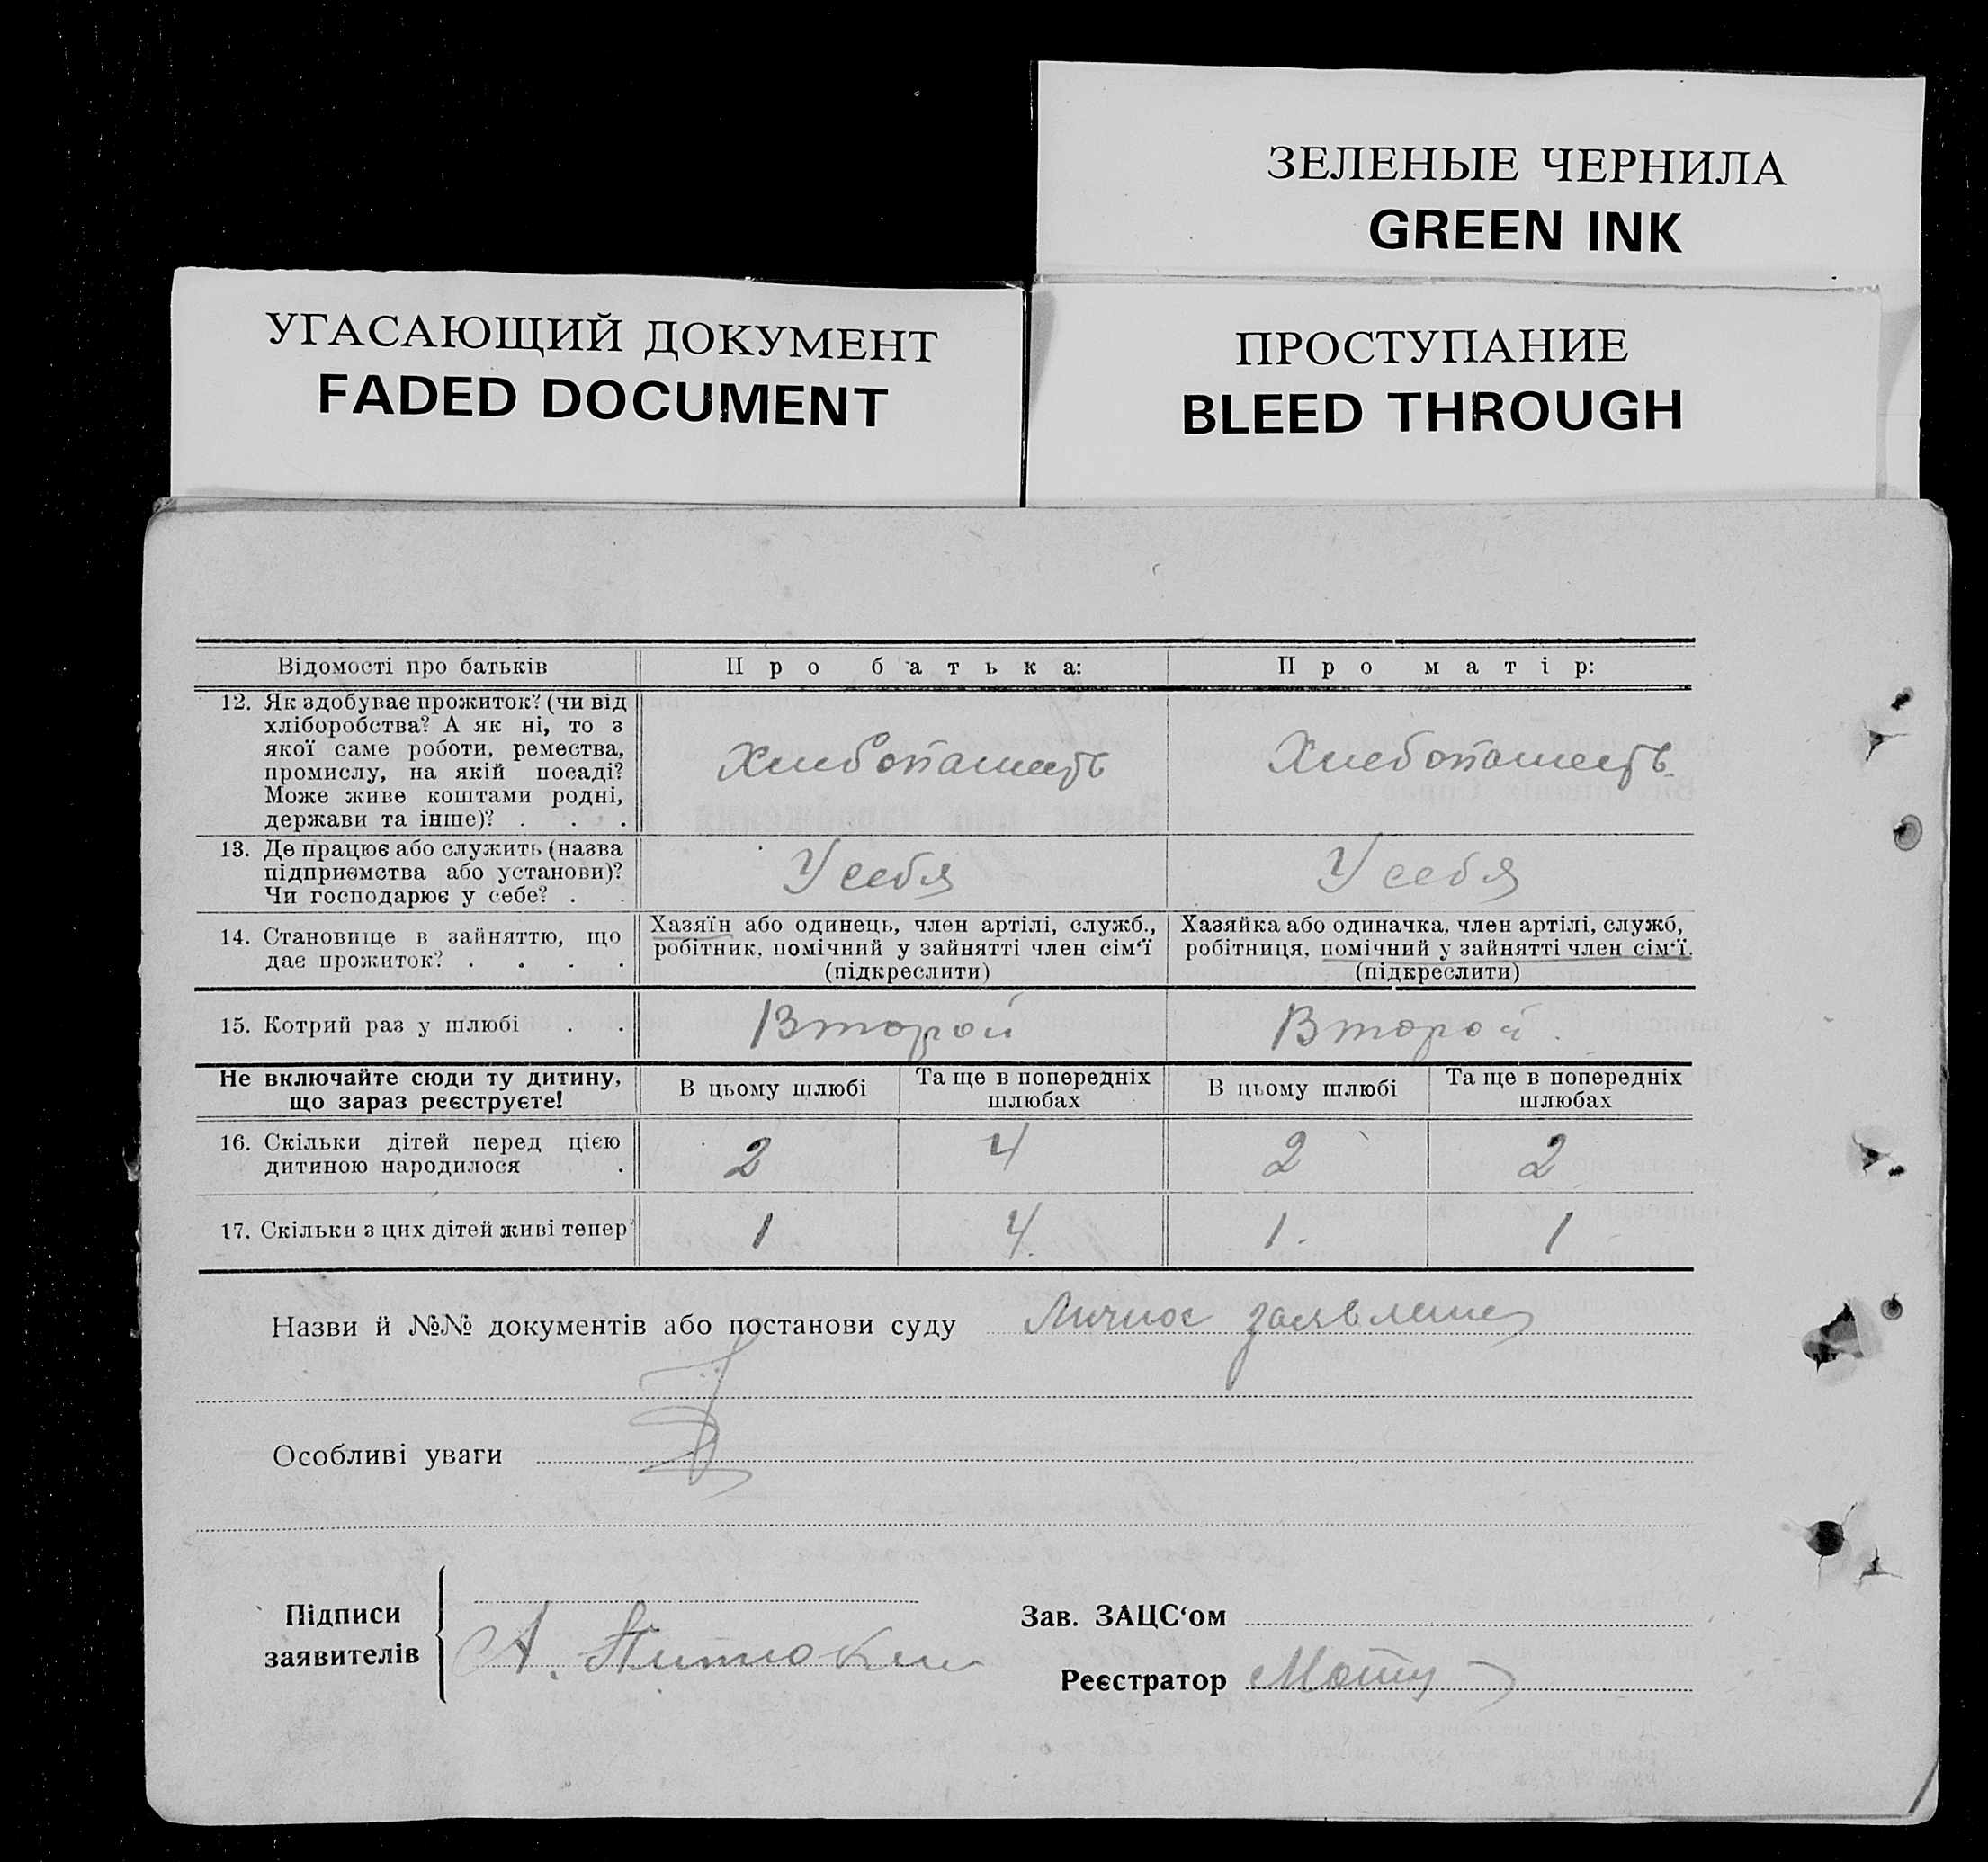 ЗЕЛЕНЫЕ ЧЕРНИЛА
GREEN INK
УГАСАЮЩИЙ ДОКУМЕНТ
FADED DOCUMENT
ПРОСТУПАНИЕ
BLEED THROUGH
Відомості про батьків
Про батька:
Про матір:
12. Як здобуває прожиток? (чи від
хліборобства? А як ні, то з
якої саме роботи, ремества,
промислу, на якій посаді?
Може живе коштами родні,
держави та інше)? . . .
Хлебопашеств
Хлебопашеств
13. Де працює або служить (назва
підприємства або установи)?
Чи господарює у себе? . .
У себя
У себя
14. Становище в зайняттю, що
дає прожиток? . . . .
Хазяїн або одинець, член артілі, служб.,
робітник, помічний у зайнятті член сім‘ї
(підкреслити)
Хазяйка або одиначка, член артілі, служб,
робітниця, помічний у зайнятті член сім‘ї.
(підкреслити)
15. Котрий раз у шлюбі . .
Второй
Второй
Не включайте сюди ту дитину,
що зараз реєструєте!
В цьому шлюбі
Та ще в попередніх
шлюбах
В цьому шлюбі
Та ще в попередніх
шлюбах
16. Скільки дітей перед цією
дитиною народилося .
2
4
2
2
17. Скільки з цих дітей живі тепер
1
4.
1.
1
Назви й №№ документів або постанови суду Личное заявление
Особливі уваги
Підписи
заявителів
А.
Зав. ЗАЦС‘ом
Реєстратор